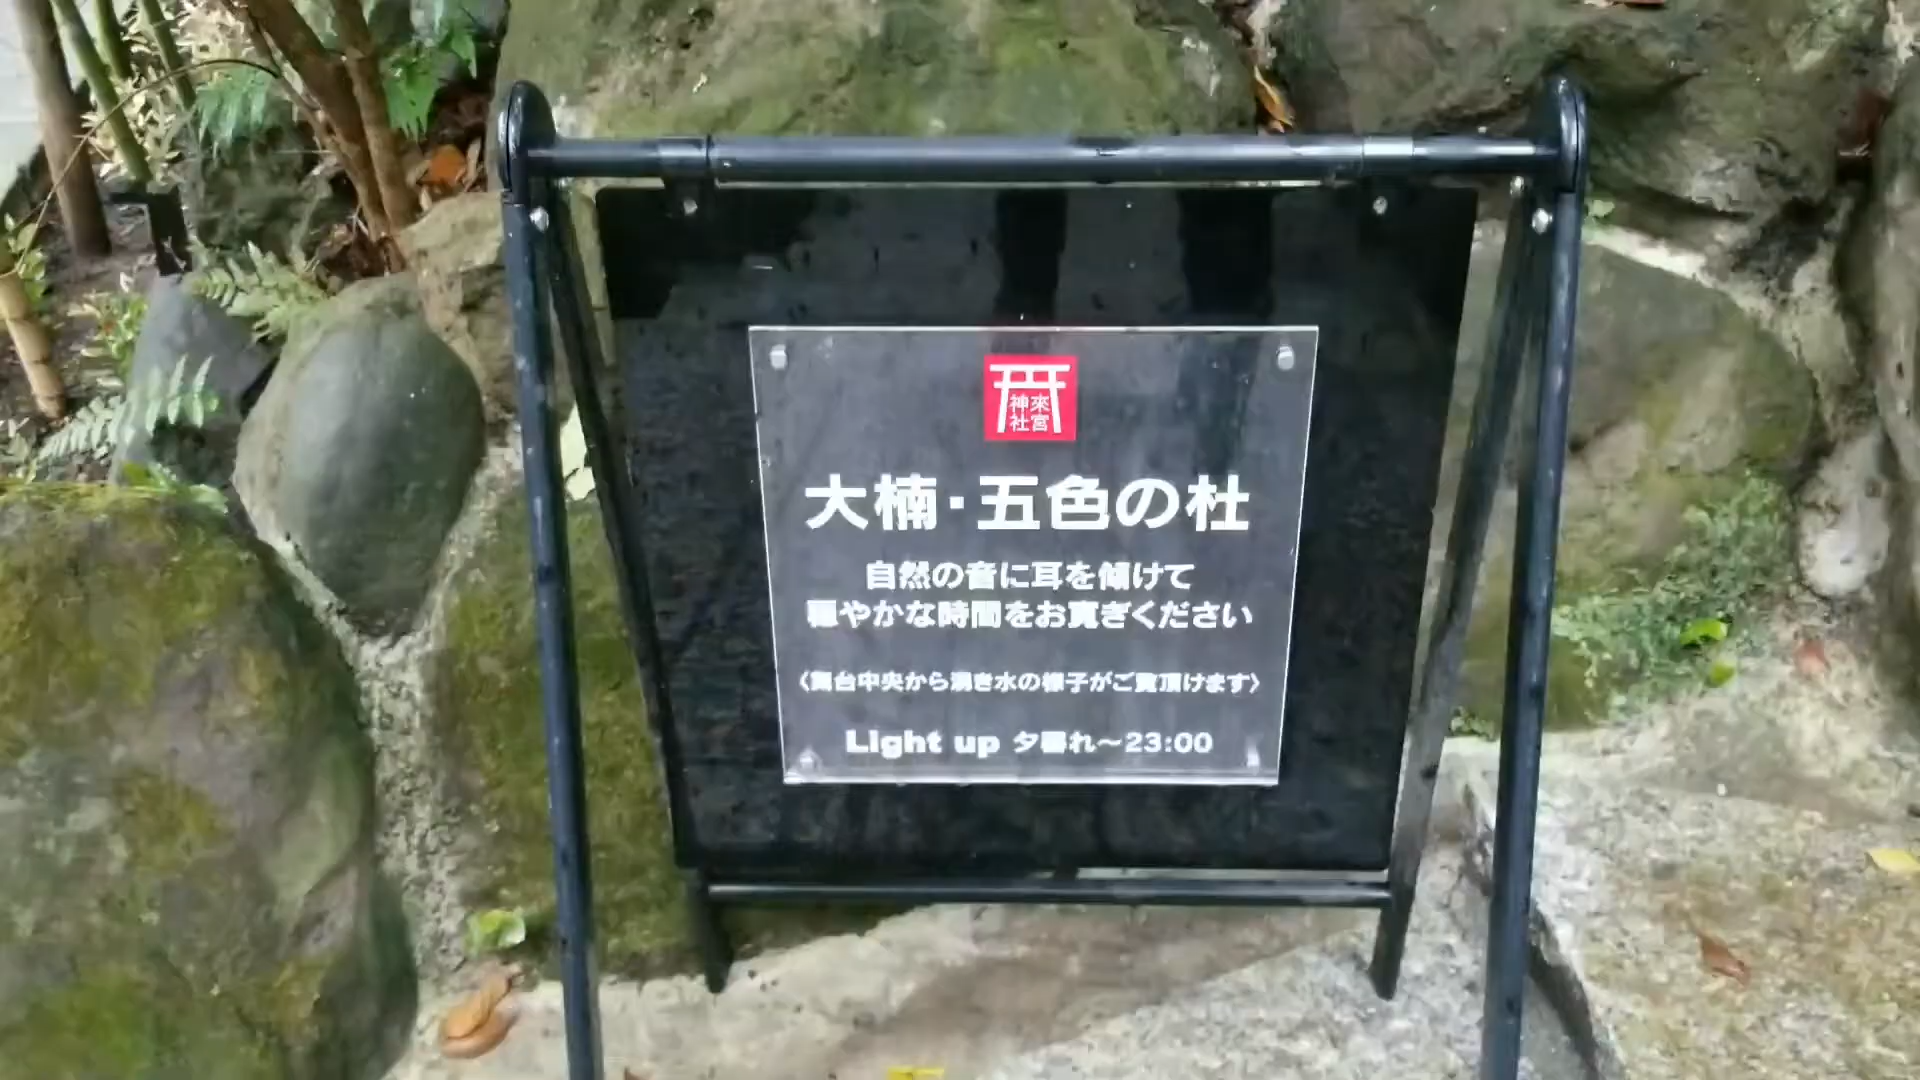 來宮
神社
大楠・五色の杜
自然の音に耳を傾けて
穏やかな時間をお寛ぎください
〈舞台中央から湧き水の様子がご覧頂けます〉
Light up 夕暮れ～23:00